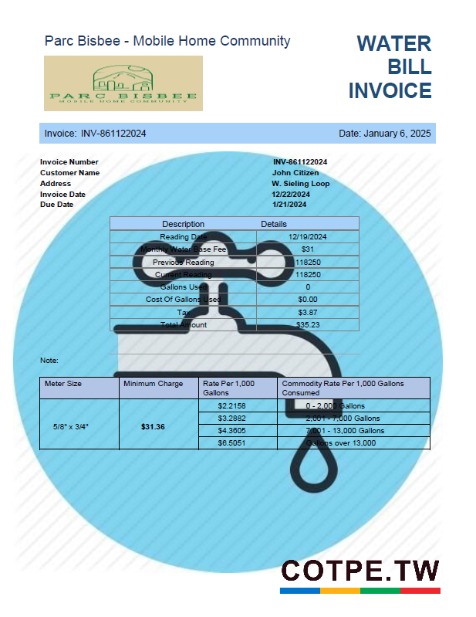 Parc Bisbee - Mobile Home Community
WATER
BILL
INVOICE
PARC BISBEE
MOBILE HOME COMMUNITY
Invoice: INV-861122024 Date: January 6, 2025
Invoice Number INV-861122024
Customer Name John Citizen
Address W. Sieling Loop
Invoice Date 12/22/2024
Due Date 1/21/2024
Description Details
Reading Date 12/19/2024
Monthly Water Base Fee $31
Previous Reading 118250
Current Reading 118250
Gallons Used 0
Cost Of Gallons Used $0.00
Tax $3.87
Total Amount $35.23
Note:
Meter Size Minimum Charge Rate Per 1,000 Gallons Commodity Rate Per 1,000 Gallons Consumed
5/8" x 3/4" $31.36
$2.2158 0 - 2,000 Gallons
$3.2882 2,001 - 7,000 Gallons
$4.3605 7,001 - 13,000 Gallons
$6.5051 Gallons over 13,000
COTPE.TW